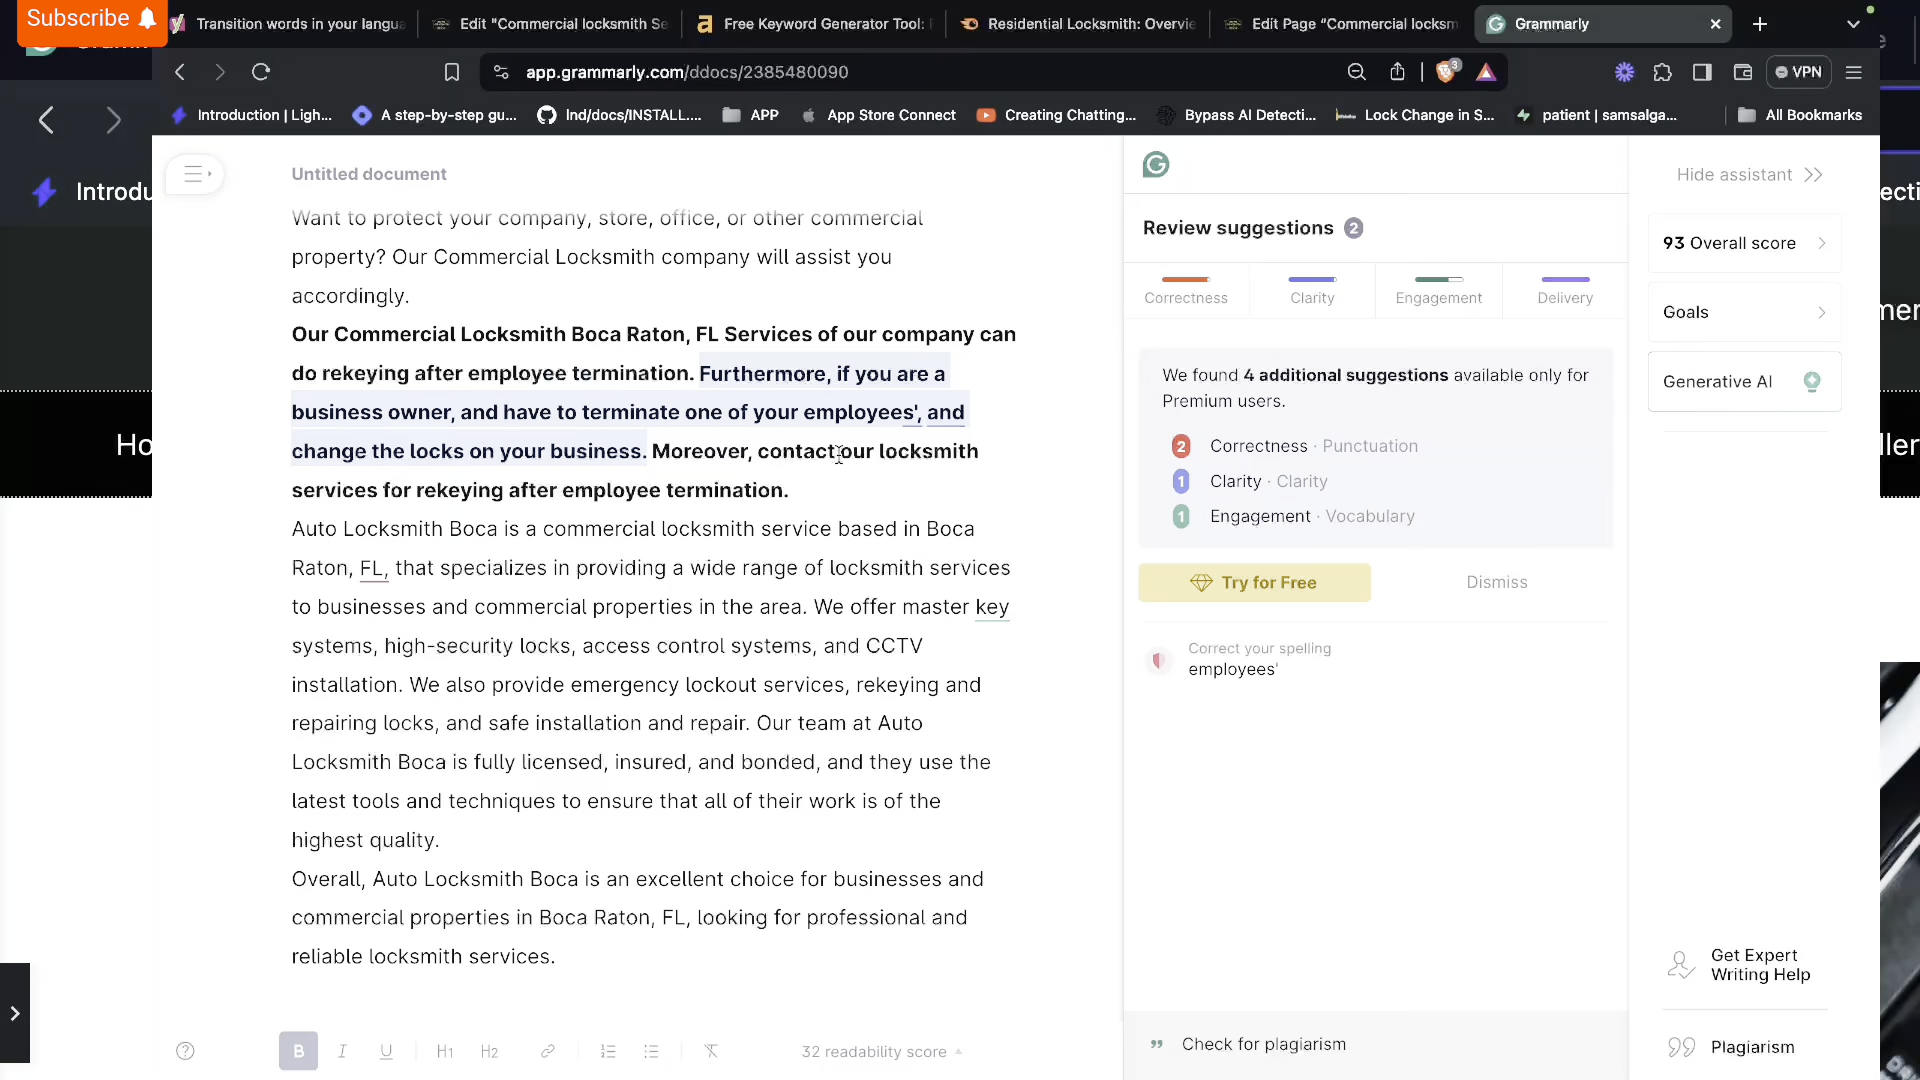 Subscribe
Transition words in your langu
Edit "Commercial locksmith Se
Free Keyword Generator Tool:
Residential Locksmith: Overvie
Edit Page “Commercial locksm
Grammarly
app.grammarly.com/ddocs/2385480090
3
VPN
Introduction | Ligh...
A step-by-step gu...
lnd/docs/INSTALL....
APP
App Store Connect
Creating Chatting...
Bypass AI Detecti...
Lock Change in S...
patient | samsalga...
All Bookmarks
Introdu
Ho
Untitled document
Want to protect your company, store, office, or other commercial
property? Our Commercial Locksmith company will assist you
accordingly.
Our Commercial Locksmith Boca Raton, FL Services of our company can
do rekeying after employee termination. Furthermore, if you are a
business owner, and have to terminate one of your employees', and
change the locks on your business. Moreover, contact our locksmith
services for rekeying after employee termination.
Auto Locksmith Boca is a commercial locksmith service based in Boca
Raton, FL, that specializes in providing a wide range of locksmith services
to businesses and commercial properties in the area. We offer master key
systems, high-security locks, access control systems, and CCTV
installation. We also provide emergency lockout services, rekeying and
repairing locks, and safe installation and repair. Our team at Auto
Locksmith Boca is fully licensed, insured, and bonded, and they use the
latest tools and techniques to ensure that all of their work is of the
highest quality.
Overall, Auto Locksmith Boca is an excellent choice for businesses and
commercial properties in Boca Raton, FL, looking for professional and
reliable locksmith services.
B I U H1 H2
32 readability score
Review suggestions 2
Correctness
Clarity
Engagement
Delivery
We found 4 additional suggestions available only for
Premium users.
2 Correctness · Punctuation
1 Clarity · Clarity
1 Engagement · Vocabulary
Try for Free
Dismiss
Correct your spelling
employees'
Check for plagiarism
Hide assistant
93 Overall score
Goals
Generative AI
Get Expert
Writing Help
Plagiarism
ecti
mer
ller